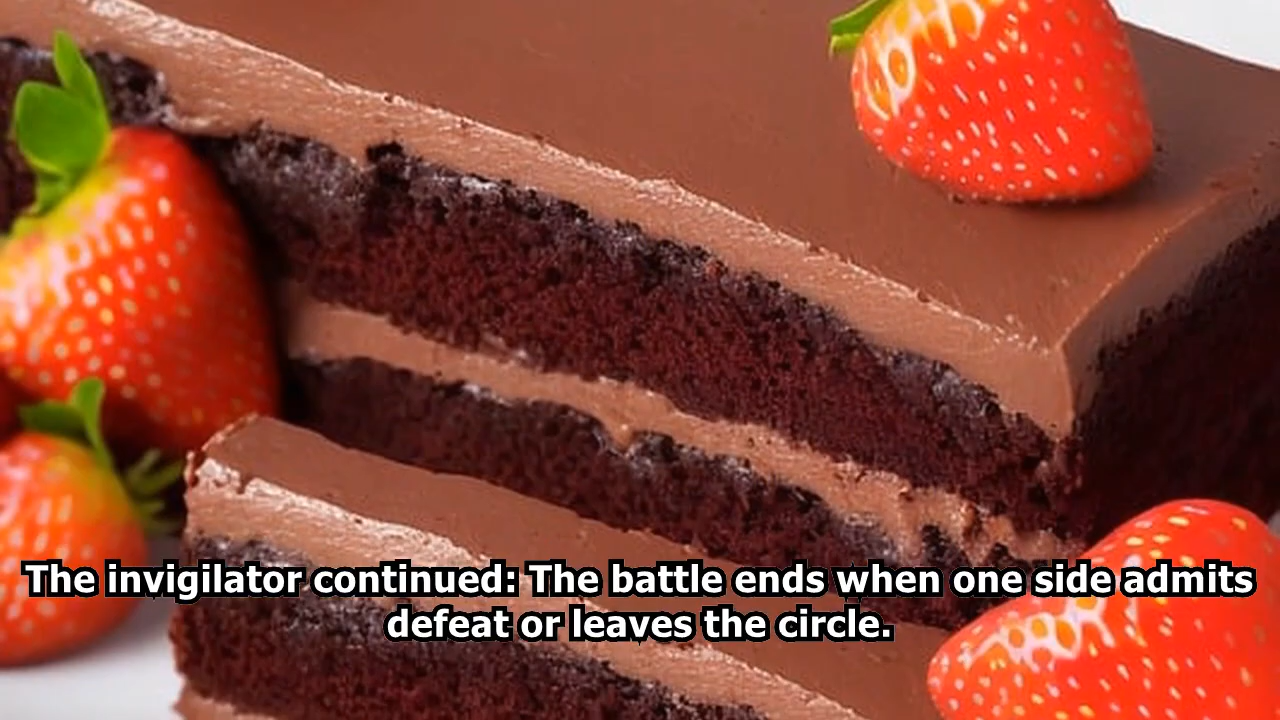 The invigilator continued: The battle ends when one side admits
defeat or leaves the circle.